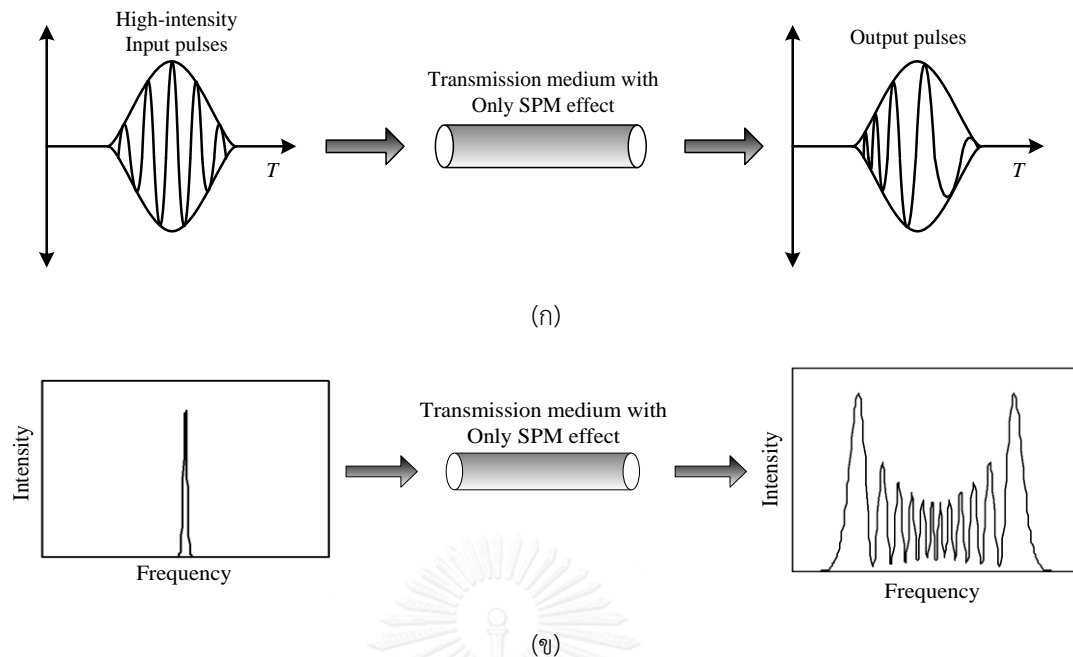 High-intensity
Input pulses
T
Transmission medium with
Only SPM effect
Output pulses
T
(ก)
Intensity
Frequency
Transmission medium with
Only SPM effect
Intensity
Frequency
(ข)